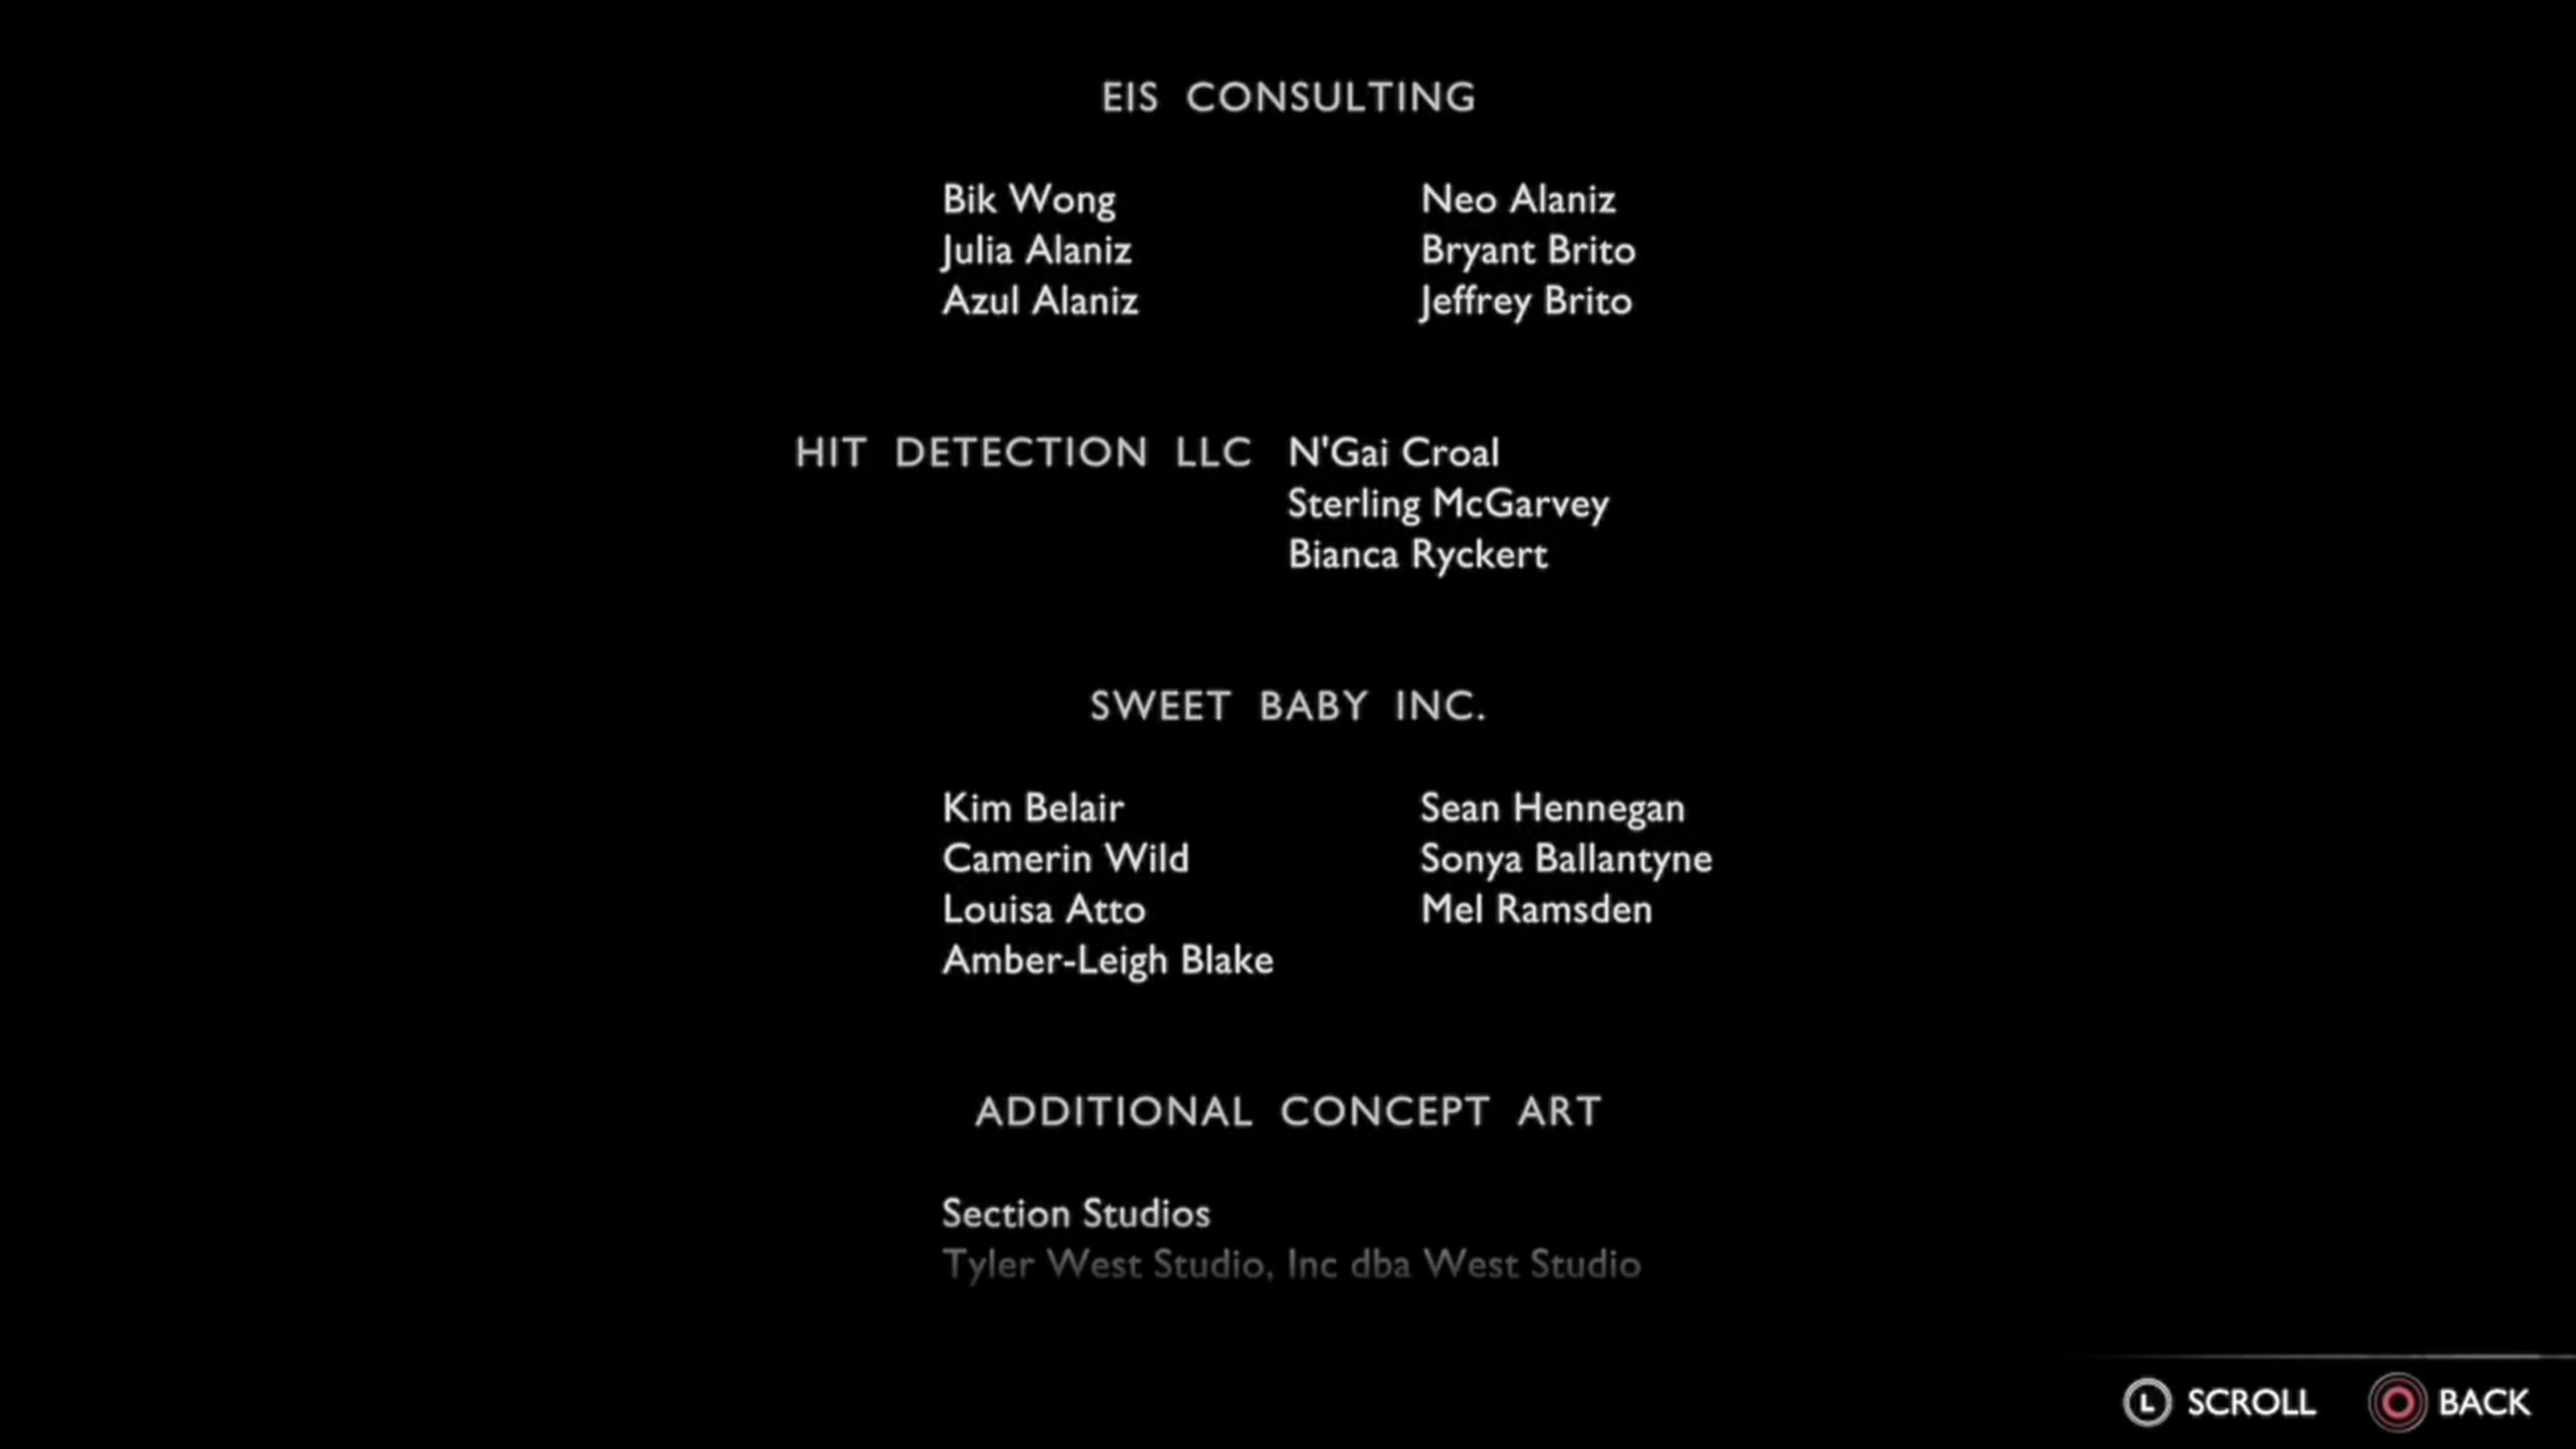 EIS CONSULTING
Bik Wong Neo Alaniz
Julia Alaniz Bryant Brito
Azul Alaniz Jeffrey Brito
HIT DETECTION LLC N'Gai Croal
Sterling McGarvey
Bianca Ryckert
SWEET BABY INC.
Kim Belair Sean Hennegan
Camerin Wild Sonya Ballantyne
Louisa Atto Mel Ramsden
Amber-Leigh Blake
ADDITIONAL CONCEPT ART
Section Studios
Tyler West Studio, Inc dba West Studio
L SCROLL BACK